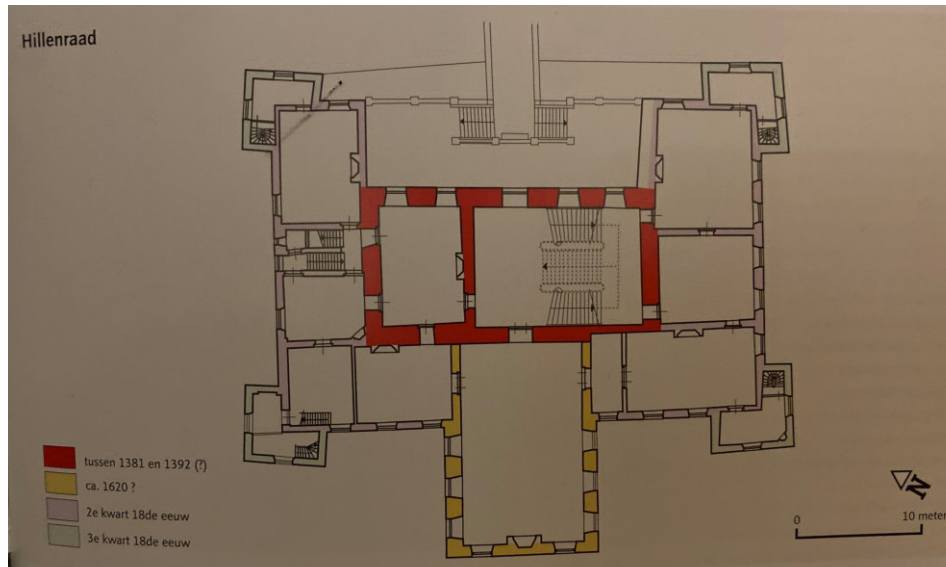 Hillenraad
tussen 1381 en 1392 (?)
ca. 1620 ?
2e kwart 18de eeuw
3e kwart 18de eeuw
N
0 10 meter